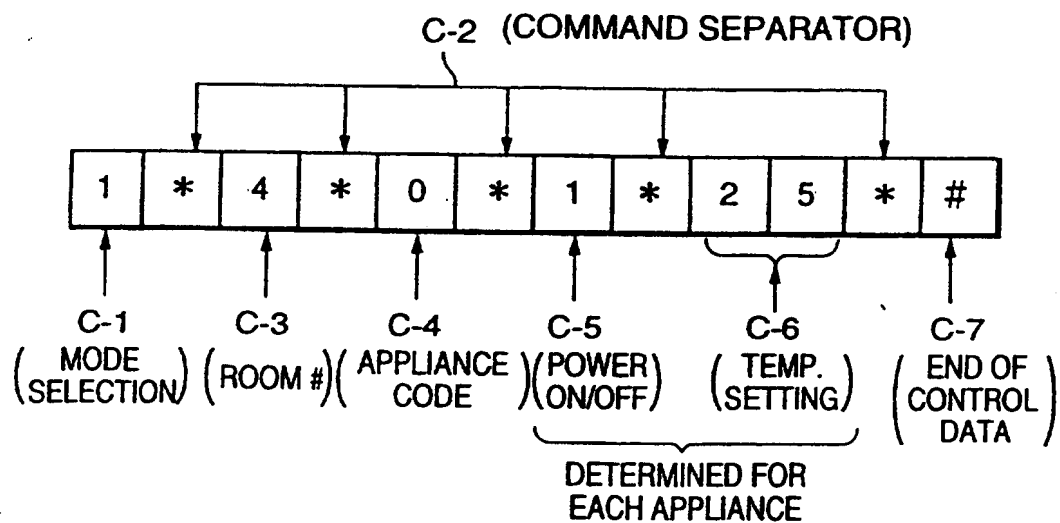 C-2 (COMMAND SEPARATOR)
1 * 4 * 0 * 1 * 2 5 * #
C-1 C-3 C-4 C-5 C-6 C-7
(MODE SELECTION) (ROOM #) (APPLIANCE CODE) (POWER ON/OFF) (TEMP. SETTING) (END OF CONTROL DATA)
DETERMINED FOR
EACH APPLIANCE